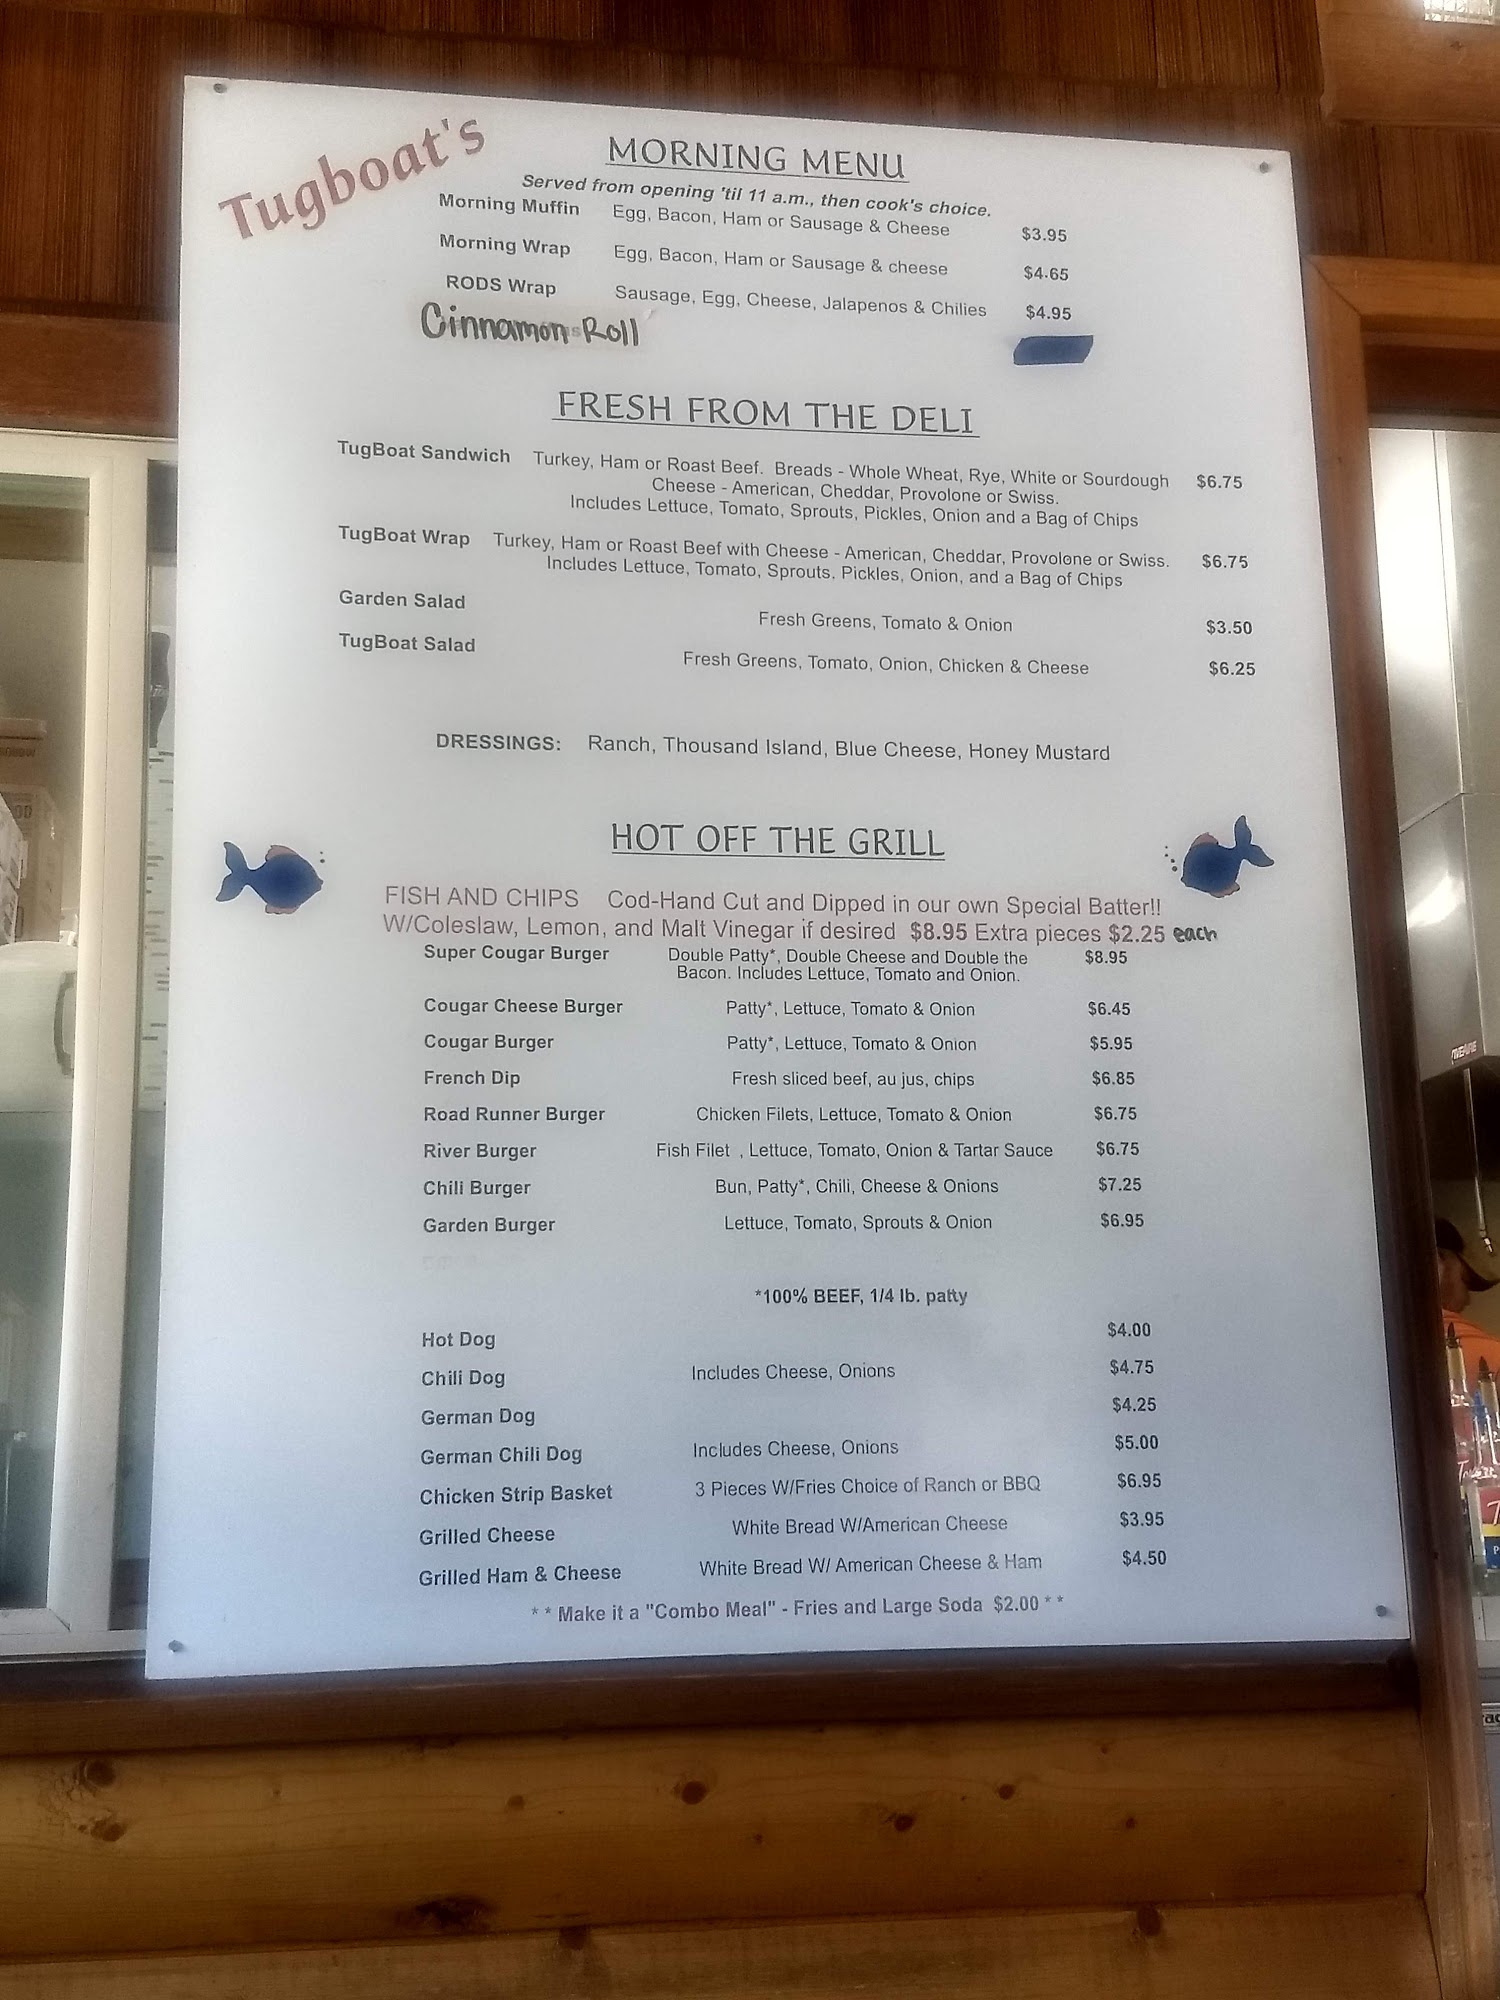 Tugboat's
MORNING MENU
Served from opening 'til 11 a.m., then cook's choice.
Morning Muffin Egg, Bacon, Ham or Sausage & Cheese $3.95
Morning Wrap Egg, Bacon, Ham or Sausage & cheese $4.65
RODS Wrap Sausage, Egg, Cheese, Jalapenos & Chilies $4.95
Cinnamon Roll
FRESH FROM THE DELI
TugBoat Sandwich Turkey, Ham or Roast Beef. Breads - Whole Wheat, Rye, White or Sourdough $6.75
Cheese - American, Cheddar, Provolone or Swiss.
Includes Lettuce, Tomato, Sprouts, Pickles, Onion and a Bag of Chips
TugBoat Wrap Turkey, Ham or Roast Beef with Cheese - American, Cheddar, Provolone or Swiss. $6.75
Includes Lettuce, Tomato, Sprouts, Pickles, Onion, and a Bag of Chips
Garden Salad Fresh Greens, Tomato & Onion $3.50
TugBoat Salad Fresh Greens, Tomato, Onion, Chicken & Cheese $6.25
DRESSINGS: Ranch, Thousand Island, Blue Cheese, Honey Mustard
HOT OFF THE GRILL
FISH AND CHIPS Cod-Hand Cut and Dipped in our own Special Batter!!
W/Coleslaw, Lemon, and Malt Vinegar if desired $8.95 Extra pieces $2.25 each
Super Cougar Burger Double Patty*, Double Cheese and Double the $8.95
Bacon. Includes Lettuce, Tomato and Onion.
Cougar Cheese Burger Patty*, Lettuce, Tomato & Onion $6.45
Cougar Burger Patty*, Lettuce, Tomato & Onion $5.95
French Dip Fresh sliced beef, au jus, chips $6.85
Road Runner Burger Chicken Filets, Lettuce, Tomato & Onion $6.75
River Burger Fish Filet , Lettuce, Tomato, Onion & Tartar Sauce $6.75
Chili Burger Bun, Patty*, Chili, Cheese & Onions $7.25
Garden Burger Lettuce, Tomato, Sprouts & Onion $6.95
*100% BEEF, 1/4 lb. patty
Hot Dog $4.00
Chili Dog Includes Cheese, Onions $4.75
German Dog $4.25
German Chili Dog Includes Cheese, Onions $5.00
Chicken Strip Basket 3 Pieces W/Fries Choice of Ranch or BBQ $6.95
Grilled Cheese White Bread W/American Cheese $3.95
Grilled Ham & Cheese White Bread W/ American Cheese & Ham $4.50
* * Make it a "Combo Meal" - Fries and Large Soda $2.00 * *